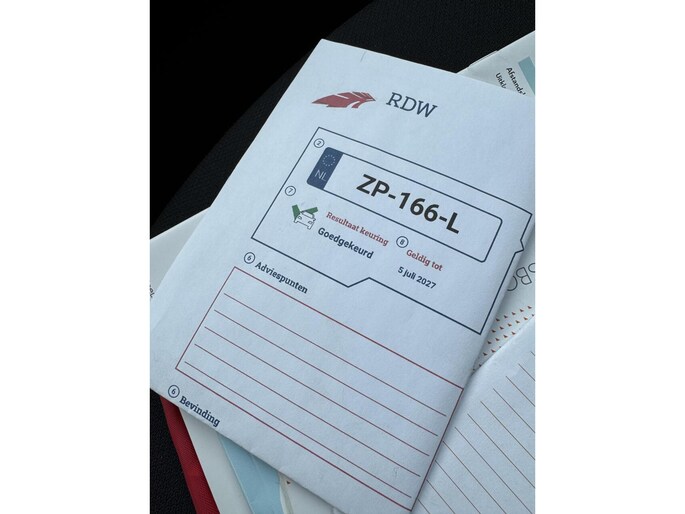 RDW
2
NL
ZP-166-L
7
Resultaat keuring
Goedgekeurd
8
Geldig tot
5 juli 2027
6 Adviespunten
6 Bevinding
Afstands